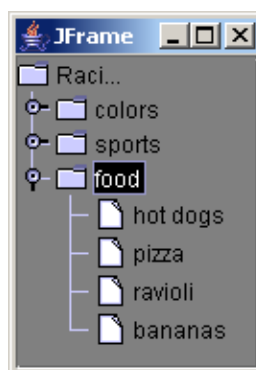 JFrame
Raci...
colors
sports
food
hot dogs
pizza
ravioli
bananas